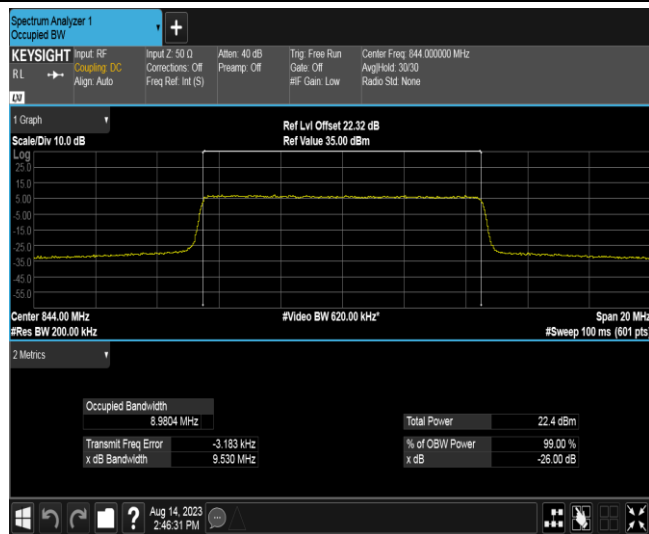 Spectrum Analyzer 1
Occupied BW
+
KEYSIGHT Input: RF Input Z: 50 Ω Atten: 40 dB Trig: Free Run Center Freq: 844.000000 MHz
RL Coupling: DC Corrections: Off Preamp: Off Gate: Off Avg|Hold: 30/30
Align: Auto Freq Ref: Int (S) #IF Gain: Low Radio Std: None
LXI
1 Graph
Ref Lvl Offset 22.32 dB
Scale/Div 10.0 dB Ref Value 35.00 dBm
Log
25.0
15.0
5.00
-5.00
-15.0
-25.0
-35.0
-45.0
-55.0
Center 844.00 MHz #Video BW 620.00 kHz* Span 20 MHz
#Res BW 200.00 kHz #Sweep 100 ms (601 pts)
2 Metrics
Occupied Bandwidth
8.9804 MHz Total Power 22.4 dBm
Transmit Freq Error -3.183 kHz % of OBW Power 99.00 %
x dB Bandwidth 9.530 MHz x dB -26.00 dB
? Aug 14, 2023
2:46:31 PM